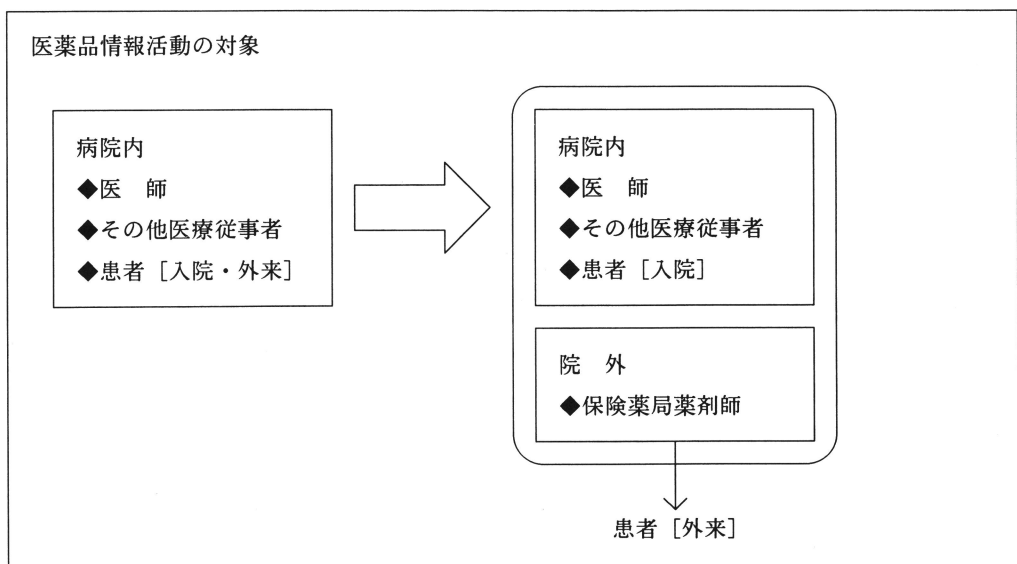 医薬品情報活動の対象
病院内
◆医　師
◆その他医療従事者
◆患者［入院・外来］
病院内
◆医　師
◆その他医療従事者
◆患者［入院］
院　外
◆保険薬局薬剤師
患者［外来］